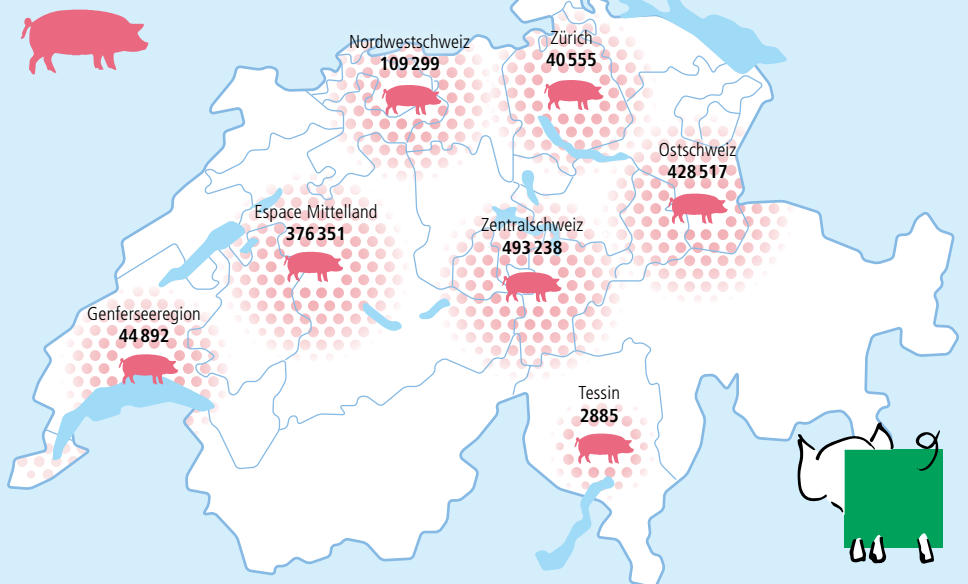 Nordwestschweiz
109 299
Zürich
40 555
Ostschweiz
428 517
Espace Mittelland
376 351
Zentralschweiz
493 238
Genferseeregion
44 892
Tessin
2885